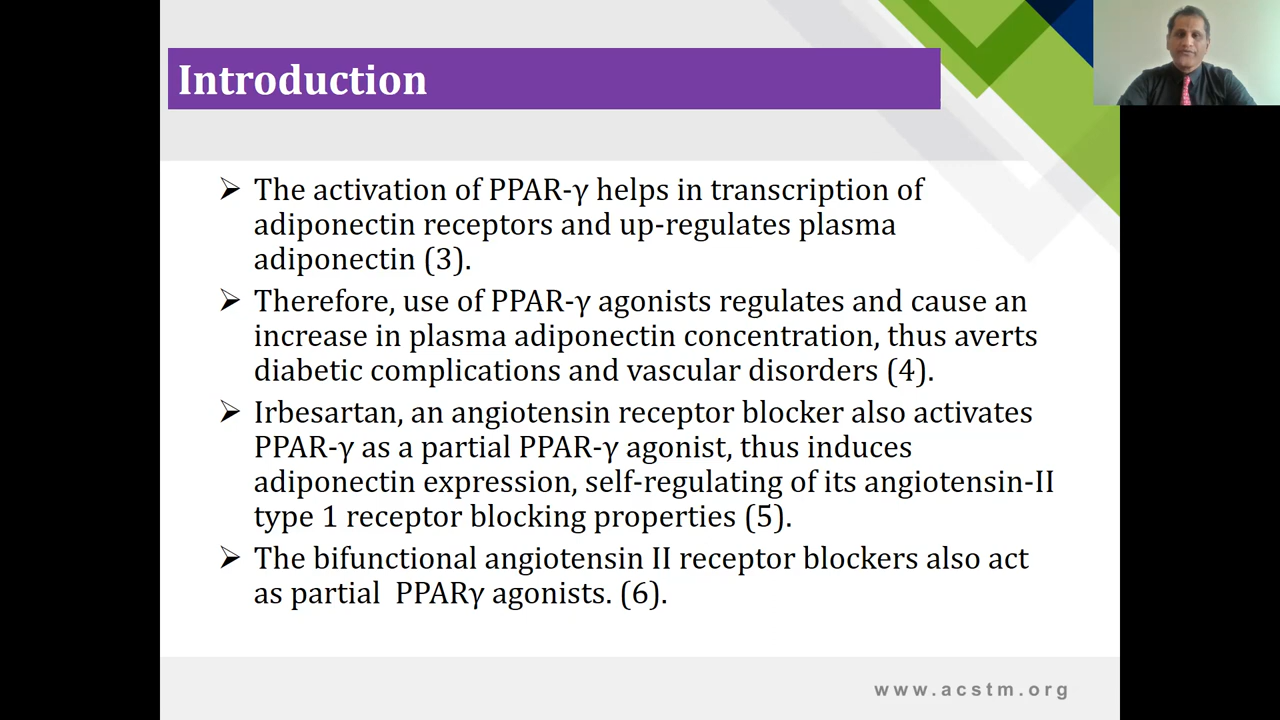 Introduction
➢ The activation of PPAR-γ helps in transcription of
adiponectin receptors and up-regulates plasma
adiponectin (3).
➢ Therefore, use of PPAR-γ agonists regulates and cause an
increase in plasma adiponectin concentration, thus averts
diabetic complications and vascular disorders (4).
➢ Irbesartan, an angiotensin receptor blocker also activates
PPAR-γ as a partial PPAR-γ agonist, thus induces
adiponectin expression, self-regulating of its angiotensin-II
type 1 receptor blocking properties (5).
➢ The bifunctional angiotensin II receptor blockers also act
as partial  PPARγ agonists. (6).
www.acstm.org